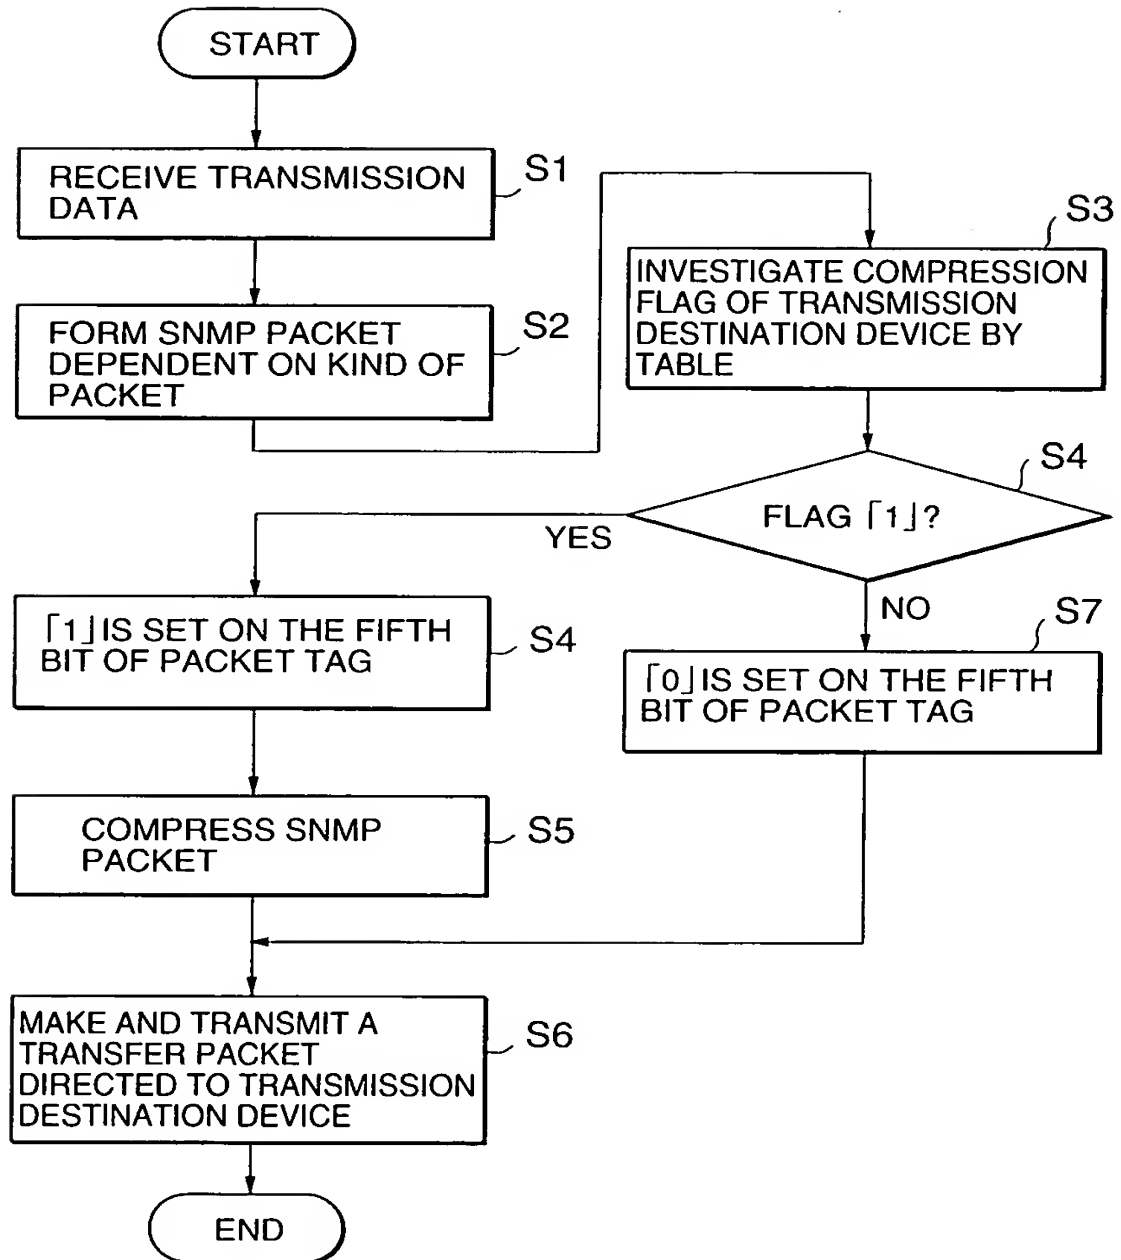 START
RECEIVE TRANSMISSION
DATA
S1
FORM SNMP PACKET
DEPENDENT ON KIND OF
PACKET
S2
INVESTIGATE COMPRESSION
FLAG OF TRANSMISSION
DESTINATION DEVICE BY
TABLE
S3
FLAG「1」?
S4
YES
NO
「1」IS SET ON THE FIFTH
BIT OF PACKET TAG
S4
「0」IS SET ON THE FIFTH
BIT OF PACKET TAG
S7
COMPRESS SNMP
PACKET
S5
MAKE AND TRANSMIT A
TRANSFER PACKET
DIRECTED TO TRANSMISSION
DESTINATION DEVICE
S6
END